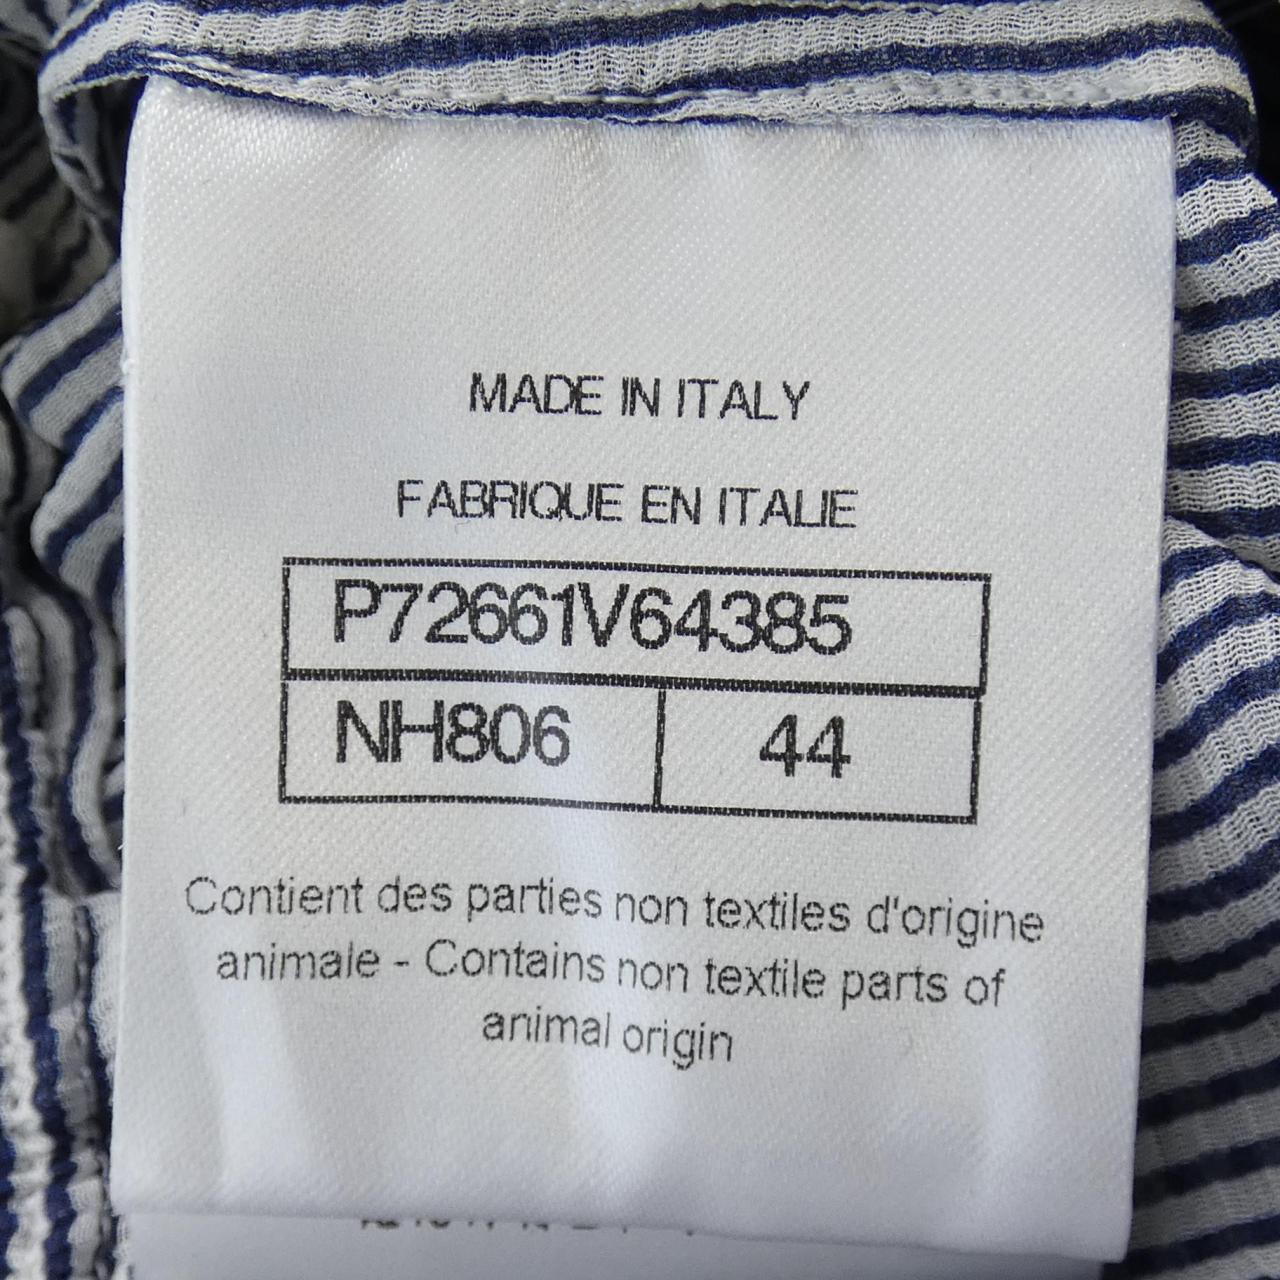 MADE IN ITALY
FABRIQUE EN ITALIE
P72661V64385
NH806 44
Contient des parties non textiles d'origine
animale - Contains non textile parts of
animal origin